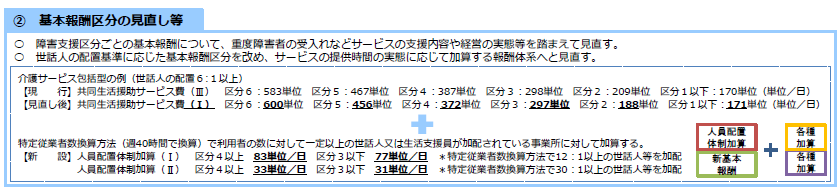 ② 基本報酬区分の見直し等
○ 障害支援区分ごとの基本報酬について、重度障害者の受入れなどサービスの支援内容や経営の実態等を踏まえて見直す。
○ 世話人の配置基準に応じた基本報酬区分を改め、サービスの提供時間の実態に応じて加算する報酬体系へと見直す。
介護サービス包括型の例（世話人の配置６:１以上）
【現 行】共同生活援助サービス費（Ⅲ） 区分６：583単位 区分５：467単位 区分４：387単位 区分３：298単位 区分２：209単位 区分１以下：170単位（単位／日）
【見直し後】共同生活援助サービス費（Ⅰ） 区分６：600単位 区分５：456単位 区分４：372単位 区分３：297単位 区分２：188単位 区分１以下：171単位（単位／日）
特定従業者数換算方法（週40時間で換算）で利用者の数に対して一定以上の世話人又は生活支援員が加配されている事業所に対して加算する。
【新 設】人員配置体制加算（Ⅰ） 区分４以上 83単位／日 区分３以下 77単位／日 ＊特定従業者数換算方法で12：1以上の世話人等を加配
人員配置体制加算（Ⅱ） 区分４以上 33単位／日 区分３以下 31単位／日 ＊特定従業者数換算方法で30：1以上の世話人等を加配
人員配置
体制加算
新基本
報酬
＋
各種
加算
各種
加算